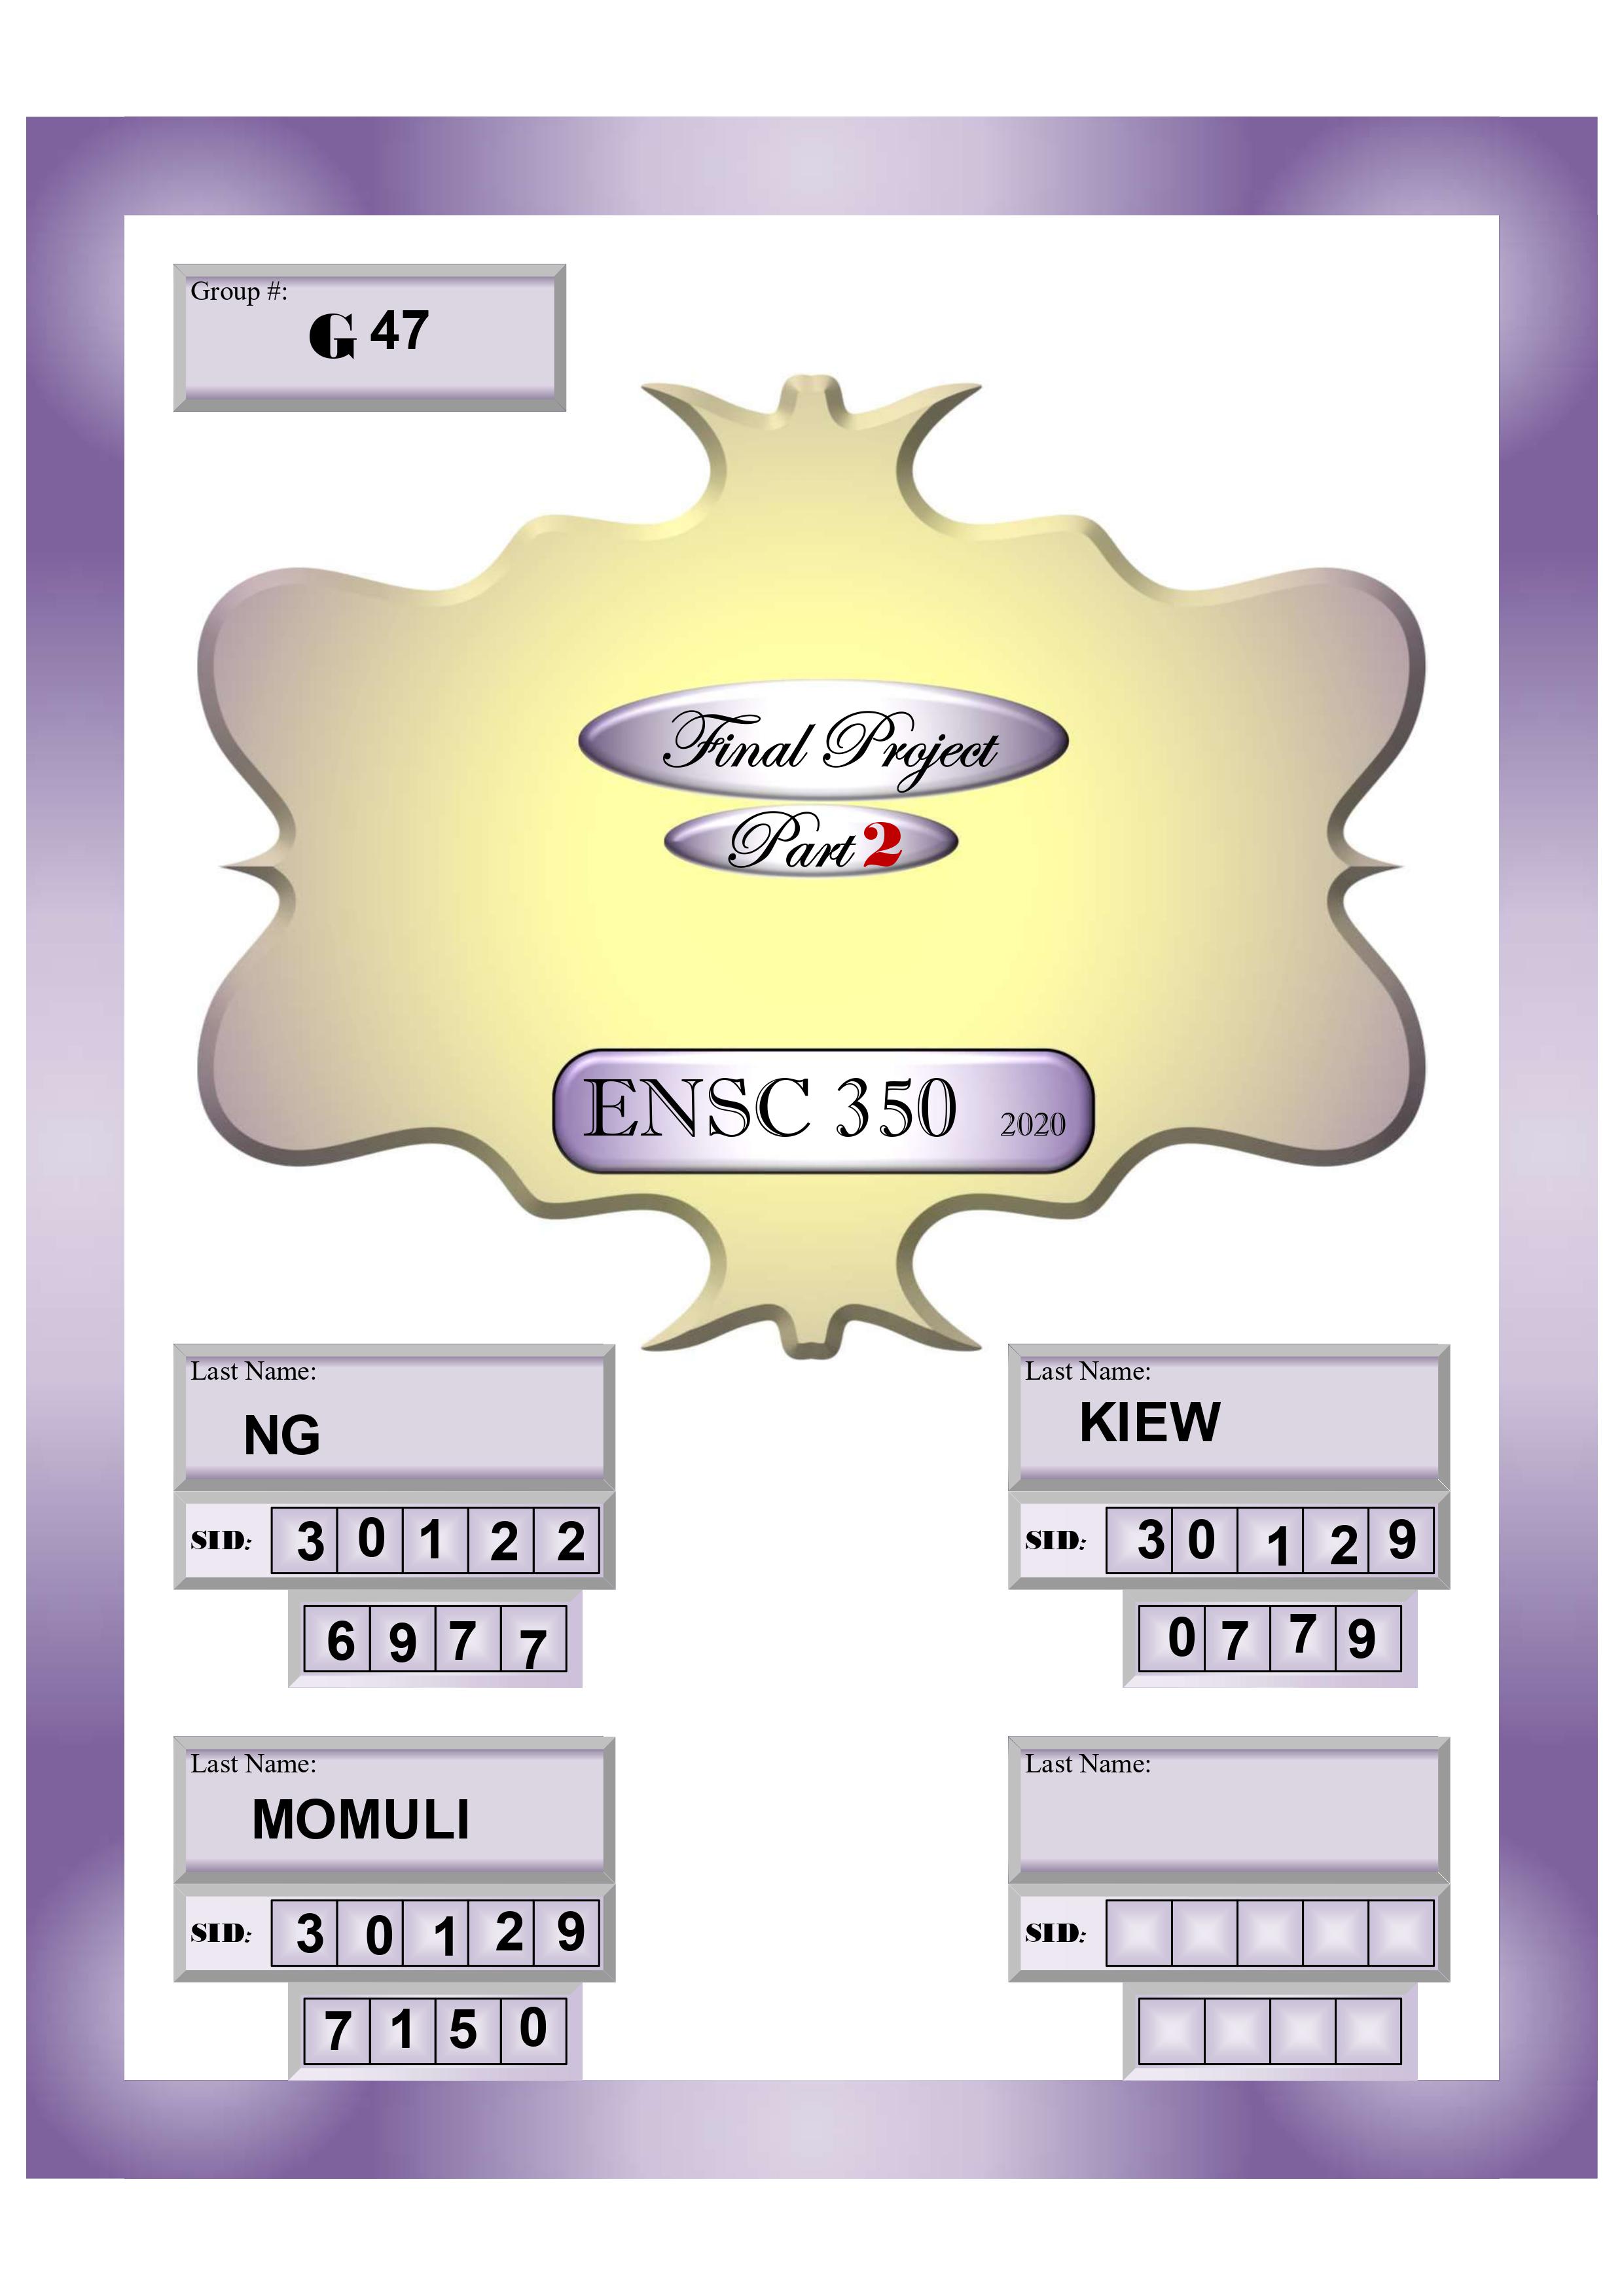 Group #:
G 47
Final Project
Part 2
ENSC 350 2020
Last Name:
NG
SID: 3 0 1 2 2
6 9 7 7
Last Name:
KIEW
SID: 3 0 1 2 9
0 7 7 9
Last Name:
MOMULI
SID: 3 0 1 2 9
7 1 5 0
Last Name:
SID: